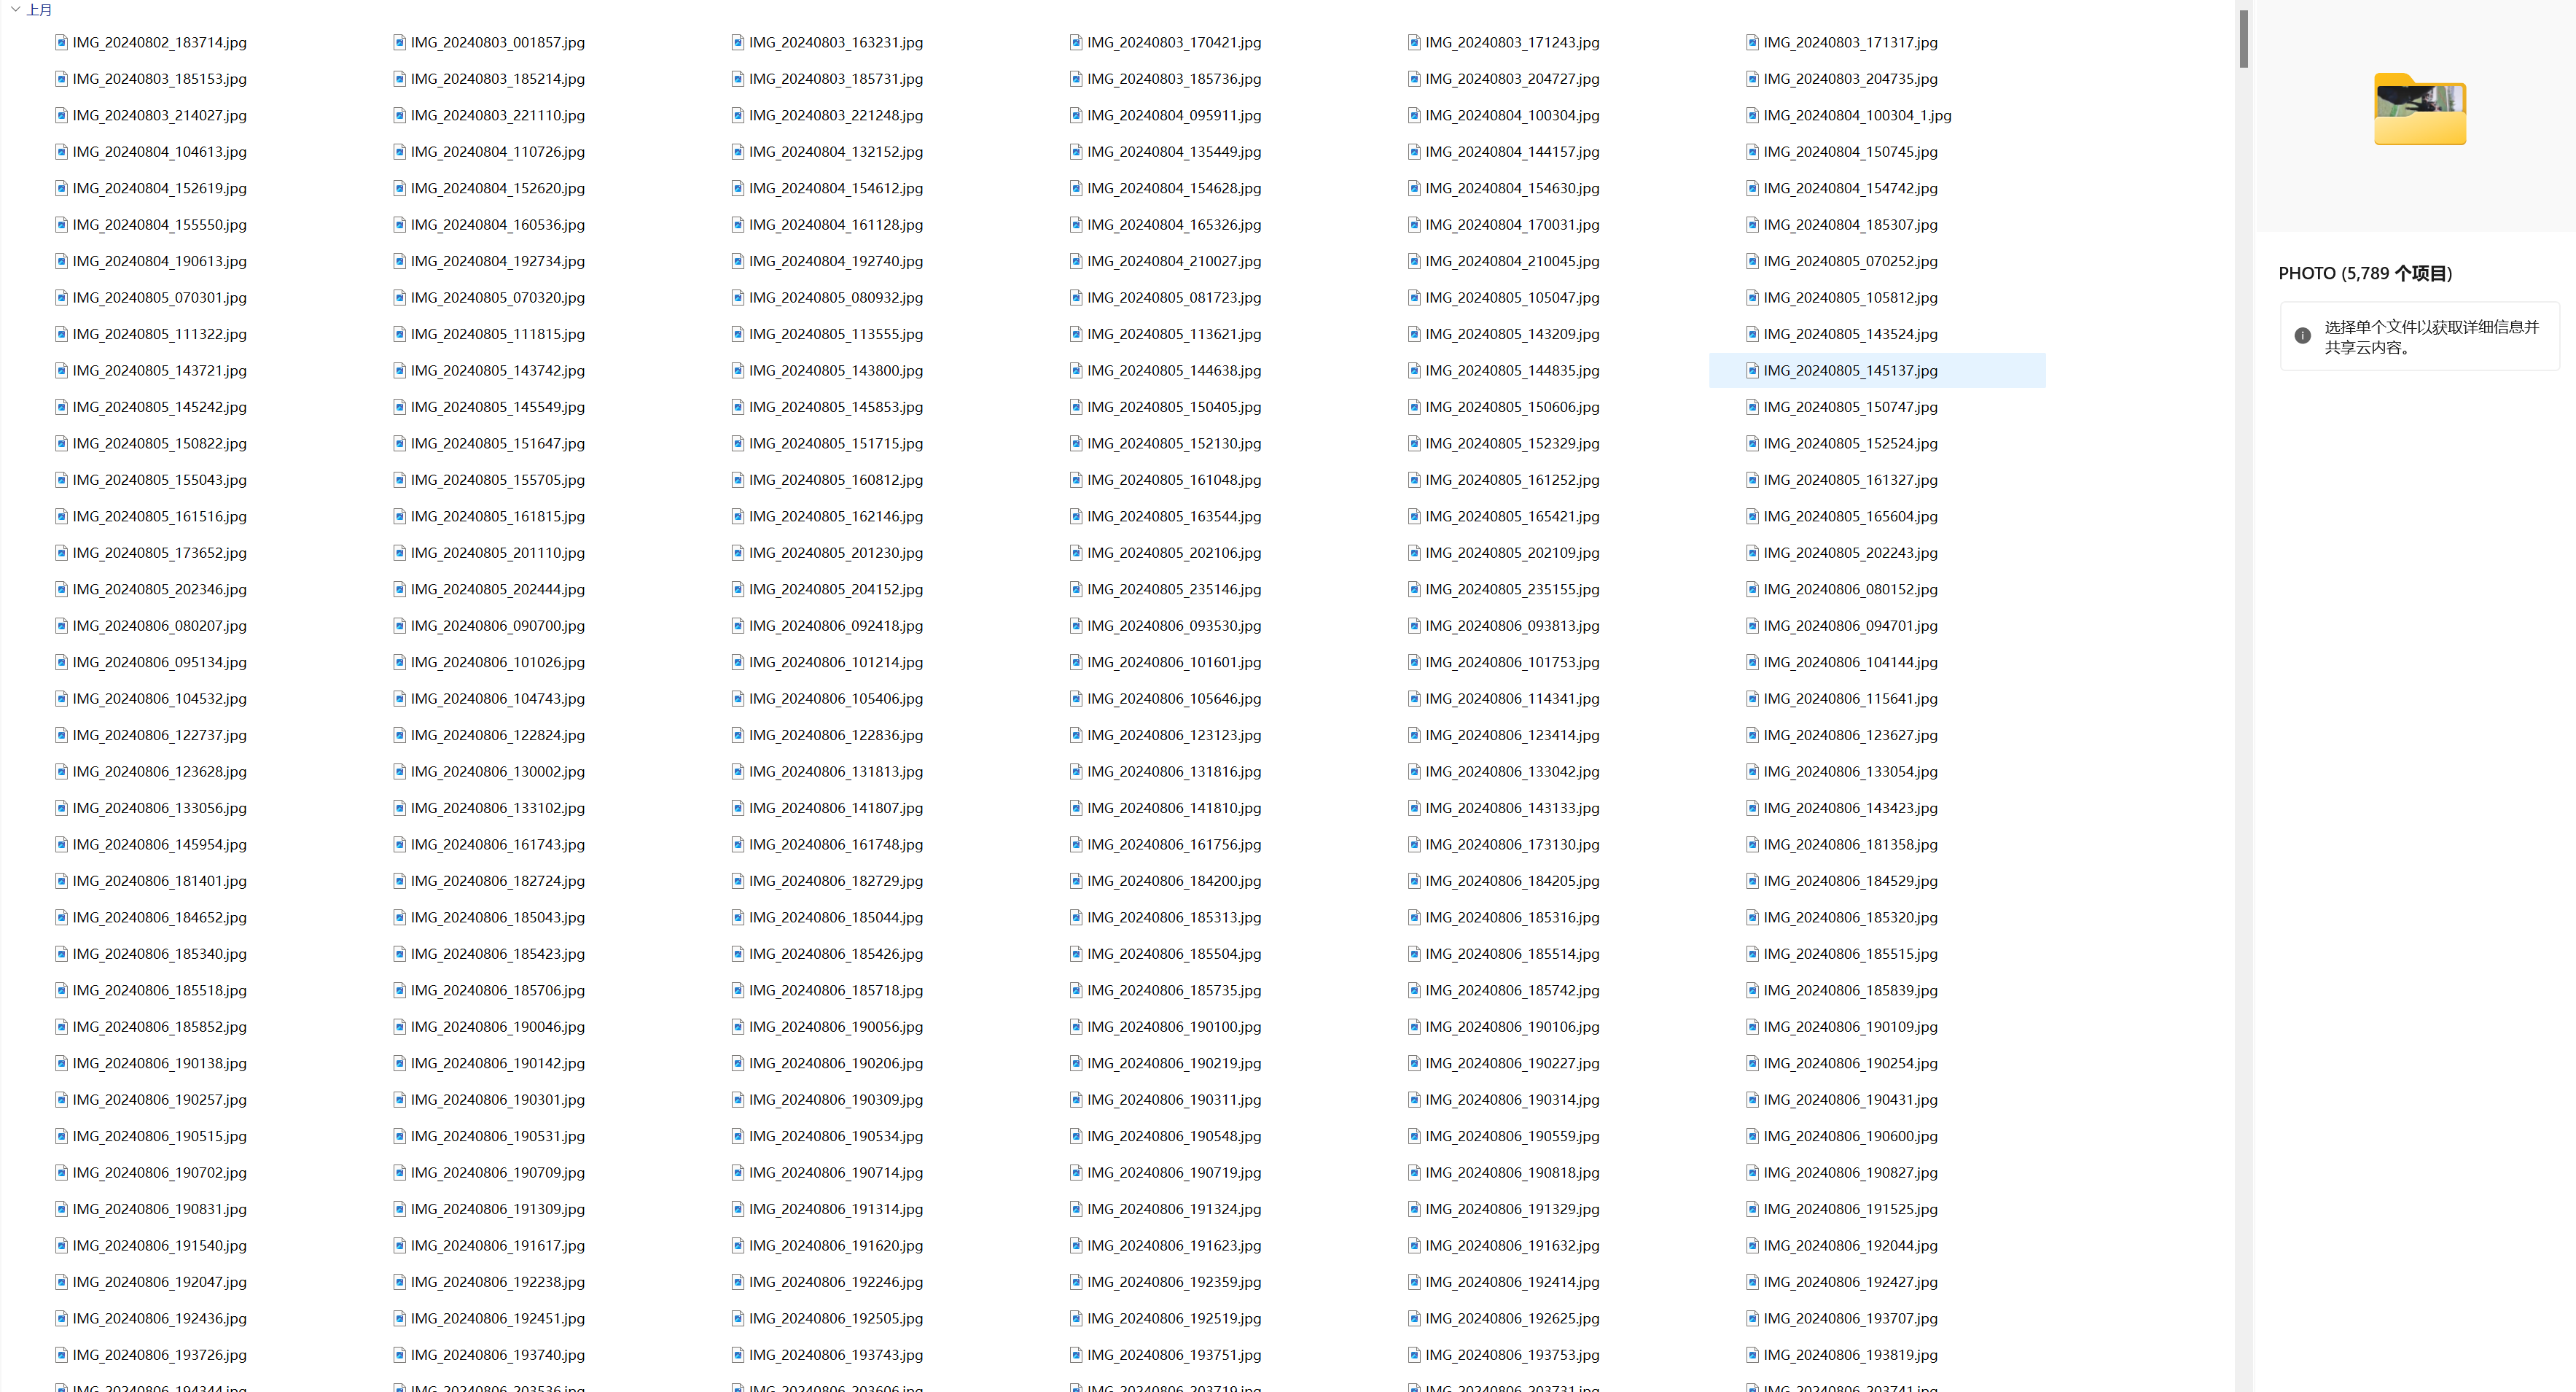 上月
IMG_20240802_183714.jpg IMG_20240803_001857.jpg IMG_20240803_163231.jpg IMG_20240803_170421.jpg IMG_20240803_171243.jpg IMG_20240803_171317.jpg
IMG_20240803_185153.jpg IMG_20240803_185214.jpg IMG_20240803_185731.jpg IMG_20240803_185736.jpg IMG_20240803_204727.jpg IMG_20240803_204735.jpg
IMG_20240803_214027.jpg IMG_20240803_221110.jpg IMG_20240803_221248.jpg IMG_20240804_095911.jpg IMG_20240804_100304.jpg IMG_20240804_100304_1.jpg
IMG_20240804_104613.jpg IMG_20240804_110726.jpg IMG_20240804_132152.jpg IMG_20240804_135449.jpg IMG_20240804_144157.jpg IMG_20240804_150745.jpg
IMG_20240804_152619.jpg IMG_20240804_152620.jpg IMG_20240804_154612.jpg IMG_20240804_154628.jpg IMG_20240804_154630.jpg IMG_20240804_154742.jpg
IMG_20240804_155550.jpg IMG_20240804_160536.jpg IMG_20240804_161128.jpg IMG_20240804_165326.jpg IMG_20240804_170031.jpg IMG_20240804_185307.jpg
IMG_20240804_190613.jpg IMG_20240804_192734.jpg IMG_20240804_192740.jpg IMG_20240804_210027.jpg IMG_20240804_210045.jpg IMG_20240805_070252.jpg
IMG_20240805_070301.jpg IMG_20240805_070320.jpg IMG_20240805_080932.jpg IMG_20240805_081723.jpg IMG_20240805_105047.jpg IMG_20240805_105812.jpg
IMG_20240805_111322.jpg IMG_20240805_111815.jpg IMG_20240805_113555.jpg IMG_20240805_113621.jpg IMG_20240805_143209.jpg IMG_20240805_143524.jpg
IMG_20240805_143721.jpg IMG_20240805_143742.jpg IMG_20240805_143800.jpg IMG_20240805_144638.jpg IMG_20240805_144835.jpg IMG_20240805_145137.jpg
IMG_20240805_145242.jpg IMG_20240805_145549.jpg IMG_20240805_145853.jpg IMG_20240805_150405.jpg IMG_20240805_150606.jpg IMG_20240805_150747.jpg
IMG_20240805_150822.jpg IMG_20240805_151647.jpg IMG_20240805_151715.jpg IMG_20240805_152130.jpg IMG_20240805_152329.jpg IMG_20240805_152524.jpg
IMG_20240805_155043.jpg IMG_20240805_155705.jpg IMG_20240805_160812.jpg IMG_20240805_161048.jpg IMG_20240805_161252.jpg IMG_20240805_161327.jpg
IMG_20240805_161516.jpg IMG_20240805_161815.jpg IMG_20240805_162146.jpg IMG_20240805_163544.jpg IMG_20240805_165421.jpg IMG_20240805_165604.jpg
IMG_20240805_173652.jpg IMG_20240805_201110.jpg IMG_20240805_201230.jpg IMG_20240805_202106.jpg IMG_20240805_202109.jpg IMG_20240805_202243.jpg
IMG_20240805_202346.jpg IMG_20240805_202444.jpg IMG_20240805_204152.jpg IMG_20240805_235146.jpg IMG_20240805_235155.jpg IMG_20240806_080152.jpg
IMG_20240806_080207.jpg IMG_20240806_090700.jpg IMG_20240806_092418.jpg IMG_20240806_093530.jpg IMG_20240806_093813.jpg IMG_20240806_094701.jpg
IMG_20240806_095134.jpg IMG_20240806_101026.jpg IMG_20240806_101214.jpg IMG_20240806_101601.jpg IMG_20240806_101753.jpg IMG_20240806_104144.jpg
IMG_20240806_104532.jpg IMG_20240806_104743.jpg IMG_20240806_105406.jpg IMG_20240806_105646.jpg IMG_20240806_114341.jpg IMG_20240806_115641.jpg
IMG_20240806_122737.jpg IMG_20240806_122824.jpg IMG_20240806_122836.jpg IMG_20240806_123123.jpg IMG_20240806_123414.jpg IMG_20240806_123627.jpg
IMG_20240806_123628.jpg IMG_20240806_130002.jpg IMG_20240806_131813.jpg IMG_20240806_131816.jpg IMG_20240806_133042.jpg IMG_20240806_133054.jpg
IMG_20240806_133056.jpg IMG_20240806_133102.jpg IMG_20240806_141807.jpg IMG_20240806_141810.jpg IMG_20240806_143133.jpg IMG_20240806_143423.jpg
IMG_20240806_145954.jpg IMG_20240806_161743.jpg IMG_20240806_161748.jpg IMG_20240806_161756.jpg IMG_20240806_173130.jpg IMG_20240806_181358.jpg
IMG_20240806_181401.jpg IMG_20240806_182724.jpg IMG_20240806_182729.jpg IMG_20240806_184200.jpg IMG_20240806_184205.jpg IMG_20240806_184529.jpg
IMG_20240806_184652.jpg IMG_20240806_185043.jpg IMG_20240806_185044.jpg IMG_20240806_185313.jpg IMG_20240806_185316.jpg IMG_20240806_185320.jpg
IMG_20240806_185340.jpg IMG_20240806_185423.jpg IMG_20240806_185426.jpg IMG_20240806_185504.jpg IMG_20240806_185514.jpg IMG_20240806_185515.jpg
IMG_20240806_185518.jpg IMG_20240806_185706.jpg IMG_20240806_185718.jpg IMG_20240806_185735.jpg IMG_20240806_185742.jpg IMG_20240806_185839.jpg
IMG_20240806_185852.jpg IMG_20240806_190046.jpg IMG_20240806_190056.jpg IMG_20240806_190100.jpg IMG_20240806_190106.jpg IMG_20240806_190109.jpg
IMG_20240806_190138.jpg IMG_20240806_190142.jpg IMG_20240806_190206.jpg IMG_20240806_190219.jpg IMG_20240806_190227.jpg IMG_20240806_190254.jpg
IMG_20240806_190257.jpg IMG_20240806_190301.jpg IMG_20240806_190309.jpg IMG_20240806_190311.jpg IMG_20240806_190314.jpg IMG_20240806_190431.jpg
IMG_20240806_190515.jpg IMG_20240806_190531.jpg IMG_20240806_190534.jpg IMG_20240806_190548.jpg IMG_20240806_190559.jpg IMG_20240806_190600.jpg
IMG_20240806_190702.jpg IMG_20240806_190709.jpg IMG_20240806_190714.jpg IMG_20240806_190719.jpg IMG_20240806_190818.jpg IMG_20240806_190827.jpg
IMG_20240806_190831.jpg IMG_20240806_191309.jpg IMG_20240806_191314.jpg IMG_20240806_191324.jpg IMG_20240806_191329.jpg IMG_20240806_191525.jpg
IMG_20240806_191540.jpg IMG_20240806_191617.jpg IMG_20240806_191620.jpg IMG_20240806_191623.jpg IMG_20240806_191632.jpg IMG_20240806_192044.jpg
IMG_20240806_192047.jpg IMG_20240806_192238.jpg IMG_20240806_192246.jpg IMG_20240806_192359.jpg IMG_20240806_192414.jpg IMG_20240806_192427.jpg
IMG_20240806_192436.jpg IMG_20240806_192451.jpg IMG_20240806_192505.jpg IMG_20240806_192519.jpg IMG_20240806_192625.jpg IMG_20240806_193707.jpg
IMG_20240806_193726.jpg IMG_20240806_193740.jpg IMG_20240806_193743.jpg IMG_20240806_193751.jpg IMG_20240806_193753.jpg IMG_20240806_193819.jpg
PHOTO (5,789 个项目)
选择单个文件以获取详细信息并
共享云内容。